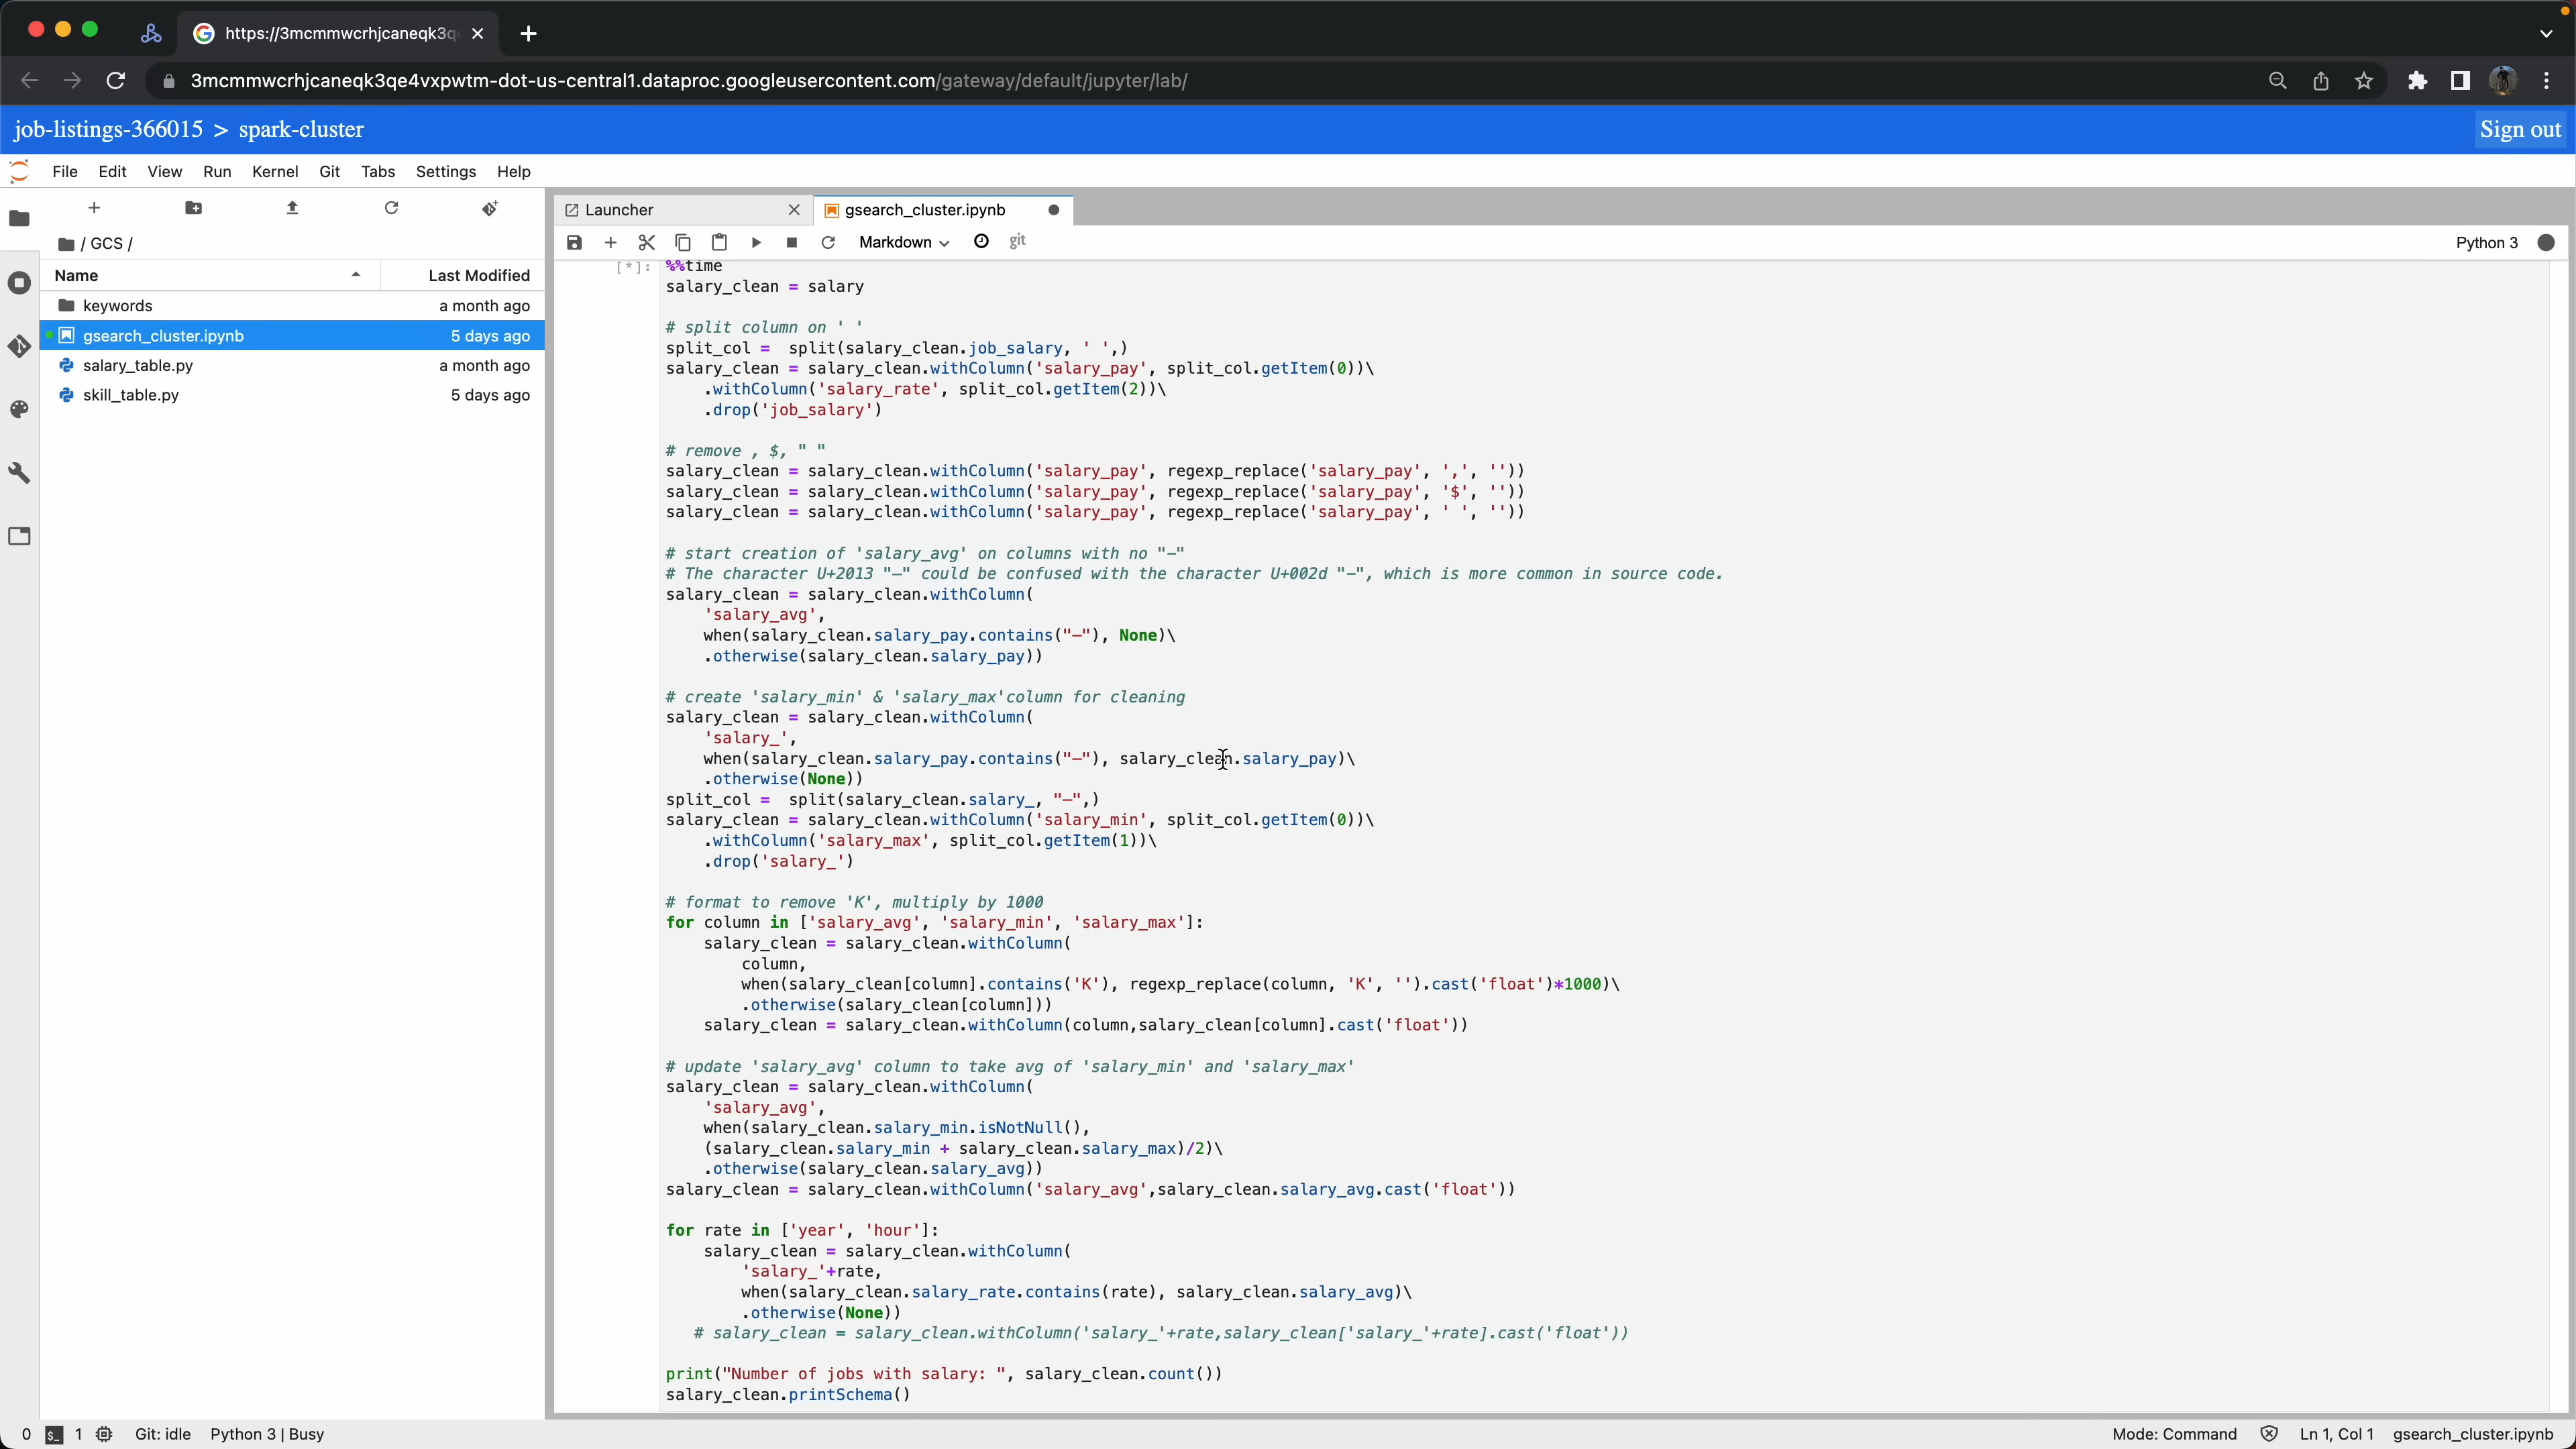 https://3mcmmwcrhjcaneqk3q
3mcmmwcrhjcaneqk3qe4vxpwtm-dot-us-central1.dataproc.googleusercontent.com/gateway/default/jupyter/lab/
job-listings-366015 > spark-cluster
Sign out
File Edit View Run Kernel Git Tabs Settings Help
Launcher
gsearch_cluster.ipynb
/ GCS /
Markdown
git
Python 3
Name Last Modified
keywords a month ago
gsearch_cluster.ipynb 5 days ago
salary_table.py a month ago
skill_table.py 5 days ago
[*]: %%time
salary_clean = salary
# split column on ' '
split_col =  split(salary_clean.job_salary, ' ',)
salary_clean = salary_clean.withColumn('salary_pay', split_col.getItem(0))\
    .withColumn('salary_rate', split_col.getItem(2))\
    .drop('job_salary')
# remove , $, " "
salary_clean = salary_clean.withColumn('salary_pay', regexp_replace('salary_pay', ',', ''))
salary_clean = salary_clean.withColumn('salary_pay', regexp_replace('salary_pay', '$', ''))
salary_clean = salary_clean.withColumn('salary_pay', regexp_replace('salary_pay', ' ', ''))
# start creation of 'salary_avg' on columns with no "–"
# The character U+2013 "–" could be confused with the character U+002d "-", which is more common in source code.
salary_clean = salary_clean.withColumn(
    'salary_avg',
    when(salary_clean.salary_pay.contains("–"), None)\
    .otherwise(salary_clean.salary_pay))
# create 'salary_min' & 'salary_max'column for cleaning
salary_clean = salary_clean.withColumn(
    'salary_',
    when(salary_clean.salary_pay.contains("–"), salary_clean.salary_pay)\
    .otherwise(None))
split_col =  split(salary_clean.salary_, "–",)
salary_clean = salary_clean.withColumn('salary_min', split_col.getItem(0))\
    .withColumn('salary_max', split_col.getItem(1))\
    .drop('salary_')
# format to remove 'K', multiply by 1000
for column in ['salary_avg', 'salary_min', 'salary_max']:
    salary_clean = salary_clean.withColumn(
        column,
        when(salary_clean[column].contains('K'), regexp_replace(column, 'K', '').cast('float')*1000)\
        .otherwise(salary_clean[column]))
    salary_clean = salary_clean.withColumn(column,salary_clean[column].cast('float'))
# update 'salary_avg' column to take avg of 'salary_min' and 'salary_max'
salary_clean = salary_clean.withColumn(
    'salary_avg',
    when(salary_clean.salary_min.isNotNull(),
    (salary_clean.salary_min + salary_clean.salary_max)/2)\
    .otherwise(salary_clean.salary_avg))
salary_clean = salary_clean.withColumn('salary_avg',salary_clean.salary_avg.cast('float'))
for rate in ['year', 'hour']:
    salary_clean = salary_clean.withColumn(
        'salary_'+rate,
        when(salary_clean.salary_rate.contains(rate), salary_clean.salary_avg)\
        .otherwise(None))
   # salary_clean = salary_clean.withColumn('salary_'+rate,salary_clean['salary_'+rate].cast('float'))
print("Number of jobs with salary: ", salary_clean.count())
salary_clean.printSchema()
0 $_ 1 Git: idle Python 3 | Busy
Mode: Command Ln 1, Col 1 gsearch_cluster.ipynb